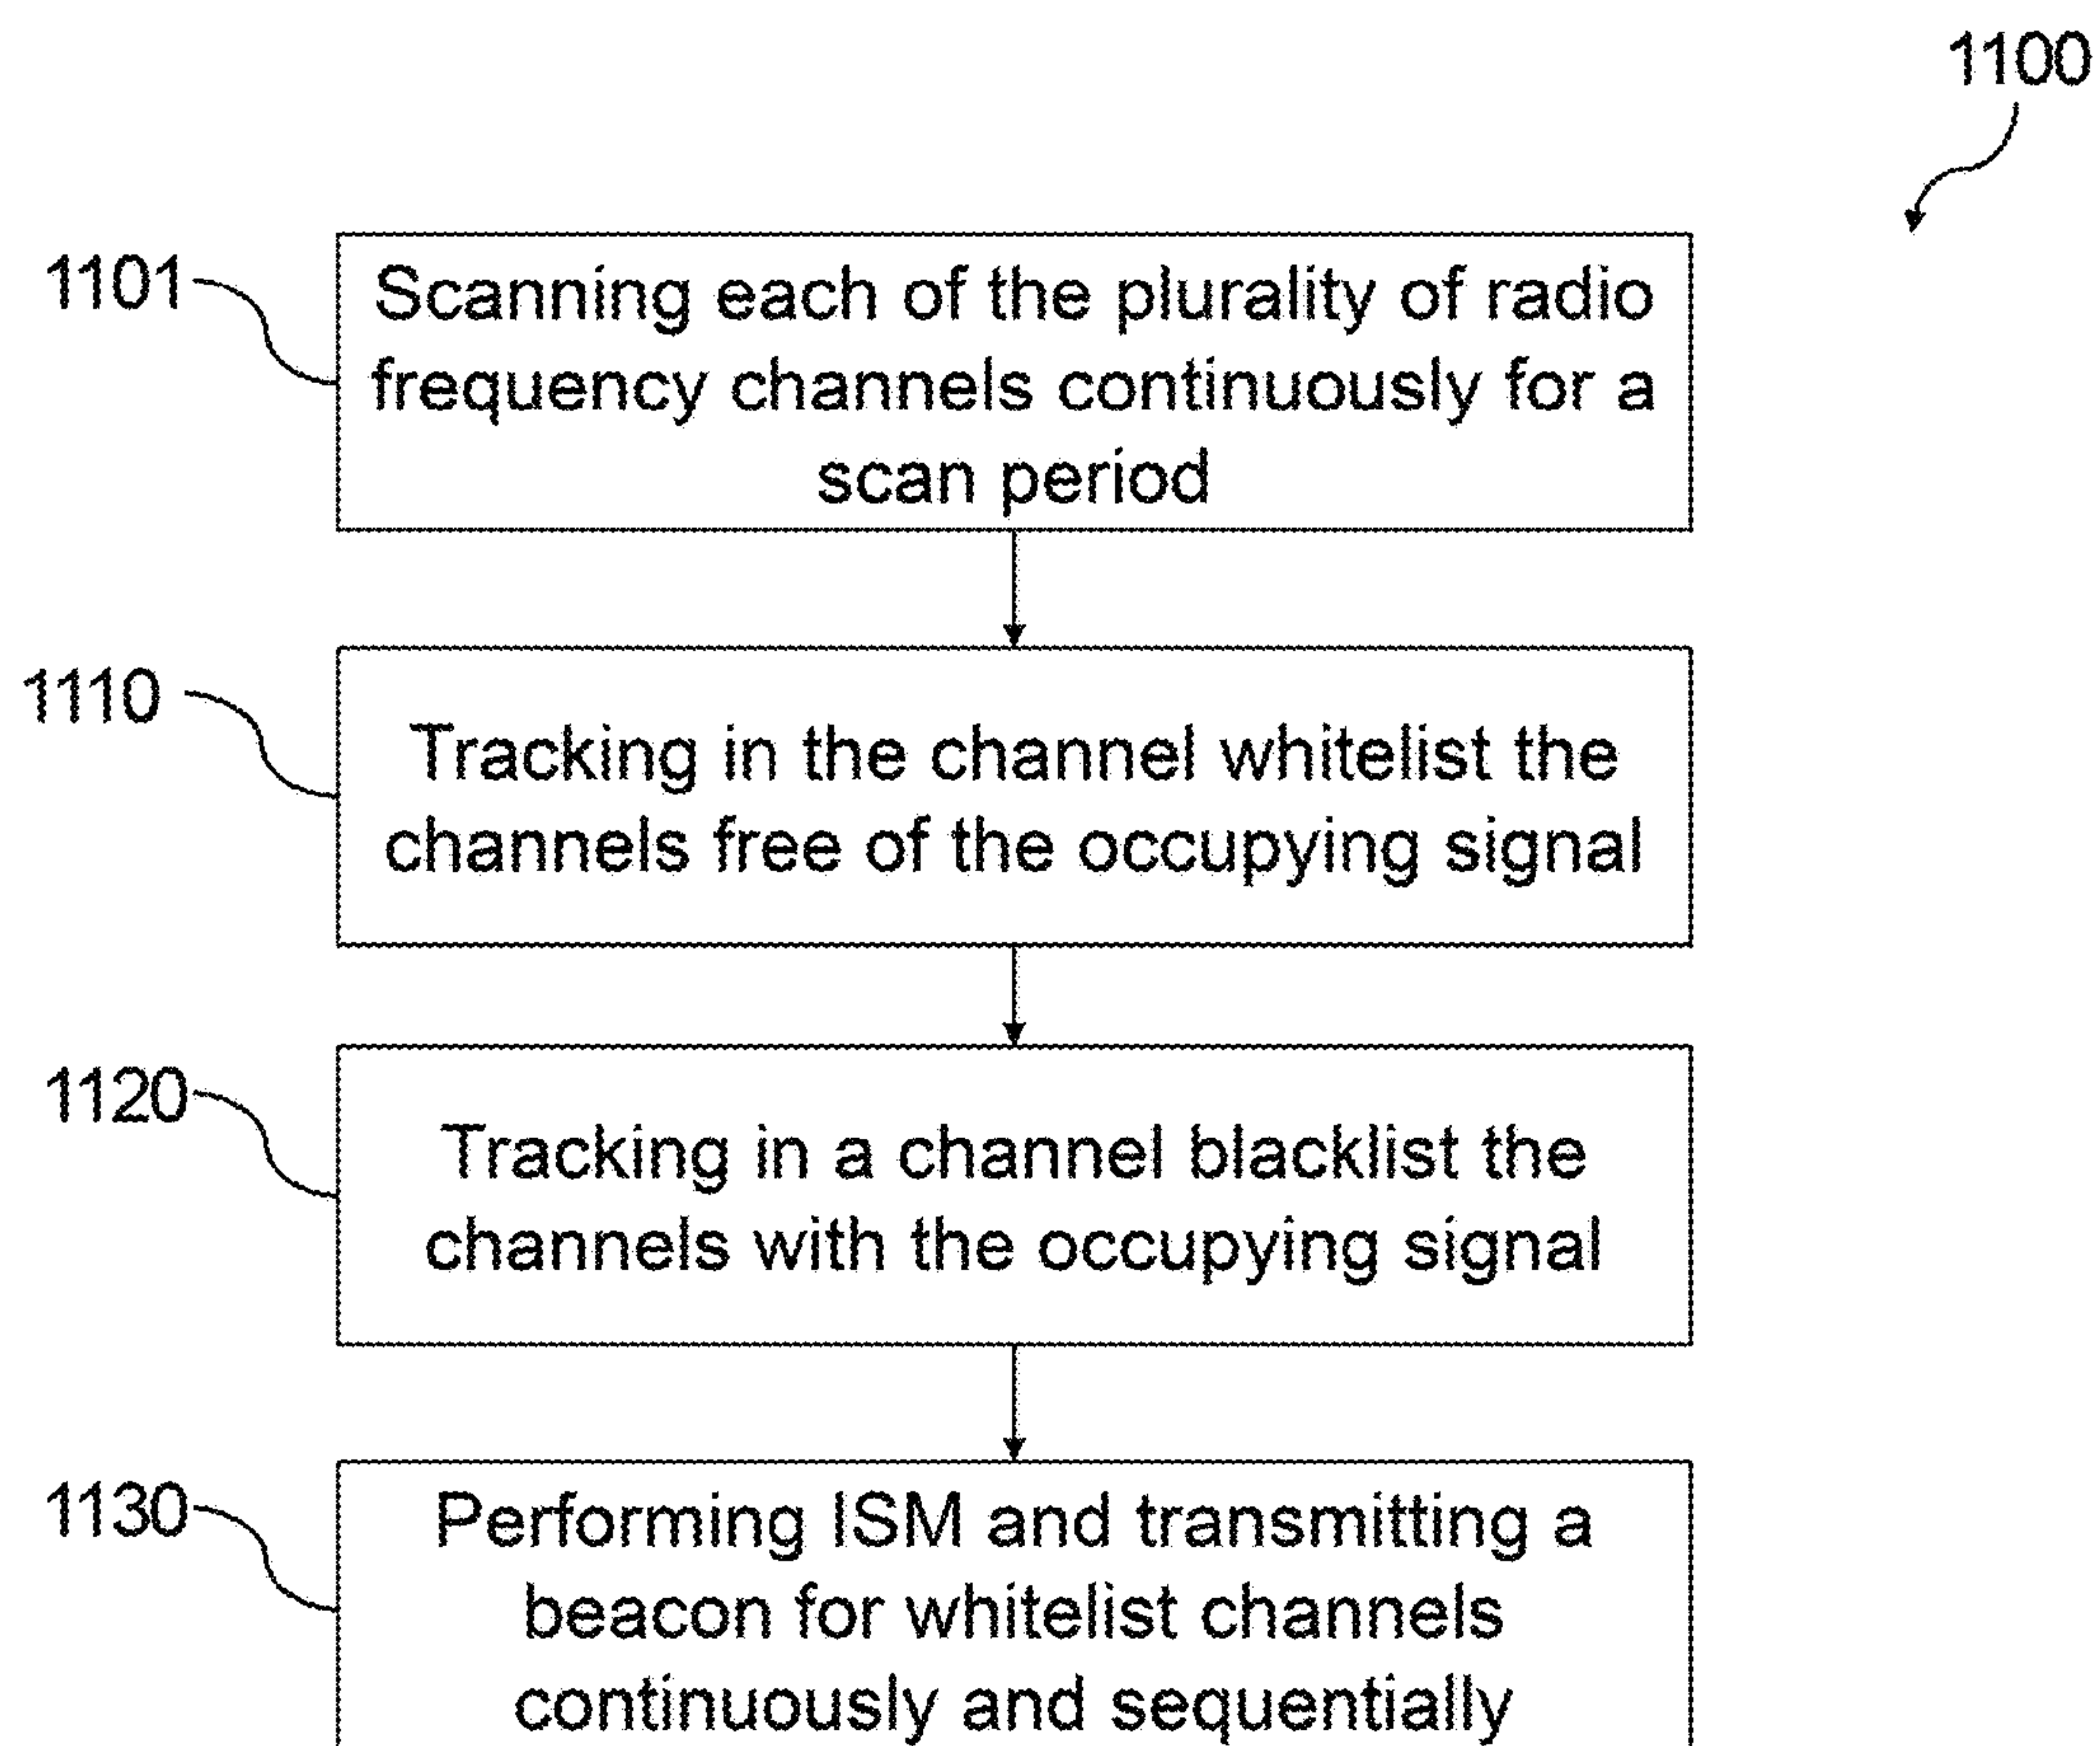 1100
1101
Scanning each of the plurality of radio
frequency channels continuously for a
scan period
1110
Tracking in the channel whitelist the
channels free of the occupying signal
1120
Tracking in a channel blacklist the
channels with the occupying signal
1130
Performing ISM and transmitting a
beacon for whitelist channels
continuously and sequentially